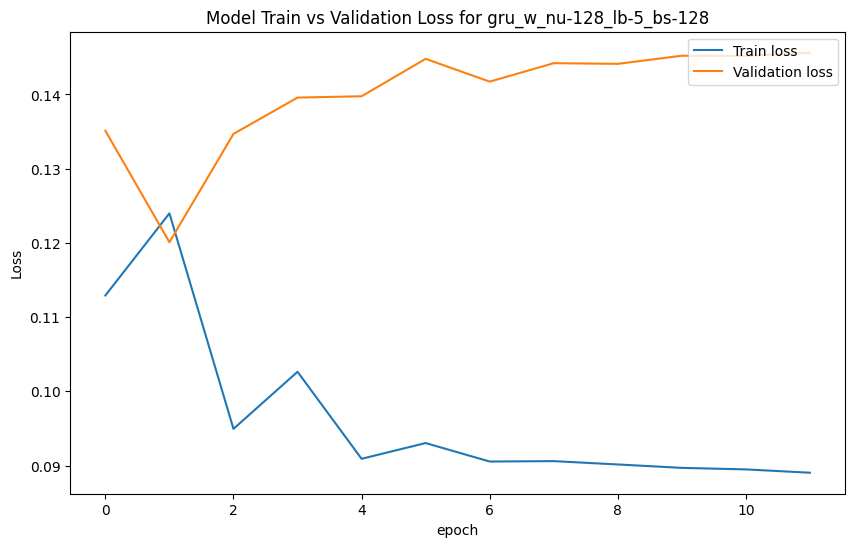 Model Train vs Validation Loss for gru_w_nu-128_lb-5_bs-128
Train loss
Validation loss
0.14
0.13
0.12
0.11
0.10
0.09
Loss
0 2 4 6 8 10
epoch